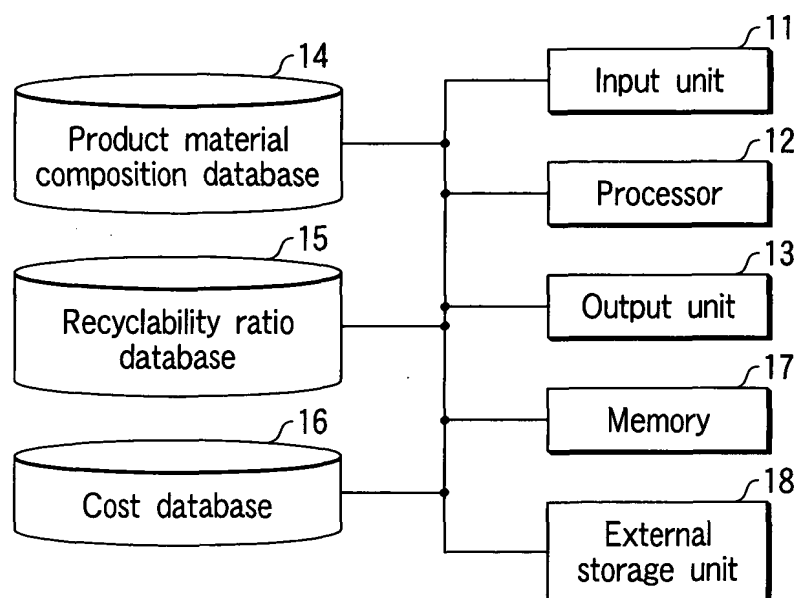 14
Product material
composition database
15
Recyclability ratio
database
16
Cost database
11
Input unit
12
Processor
13
Output unit
17
Memory
18
External
storage unit